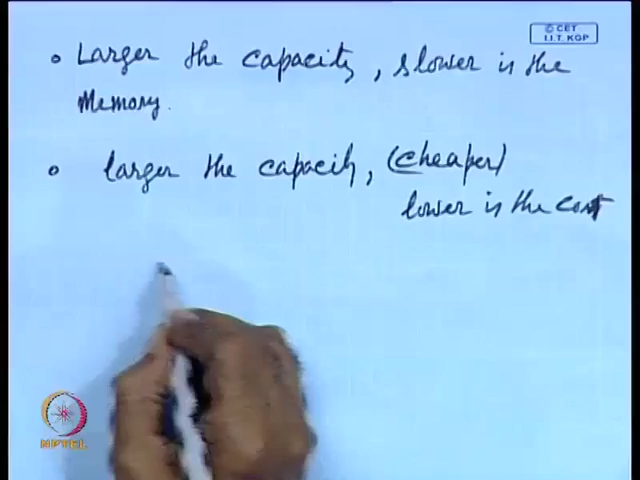 © CET
I.I.T. KGP
• Larger the capacity, slower is the
Memory.
• larger the capacity, (cheaper)
lower is the cost
NPTEL